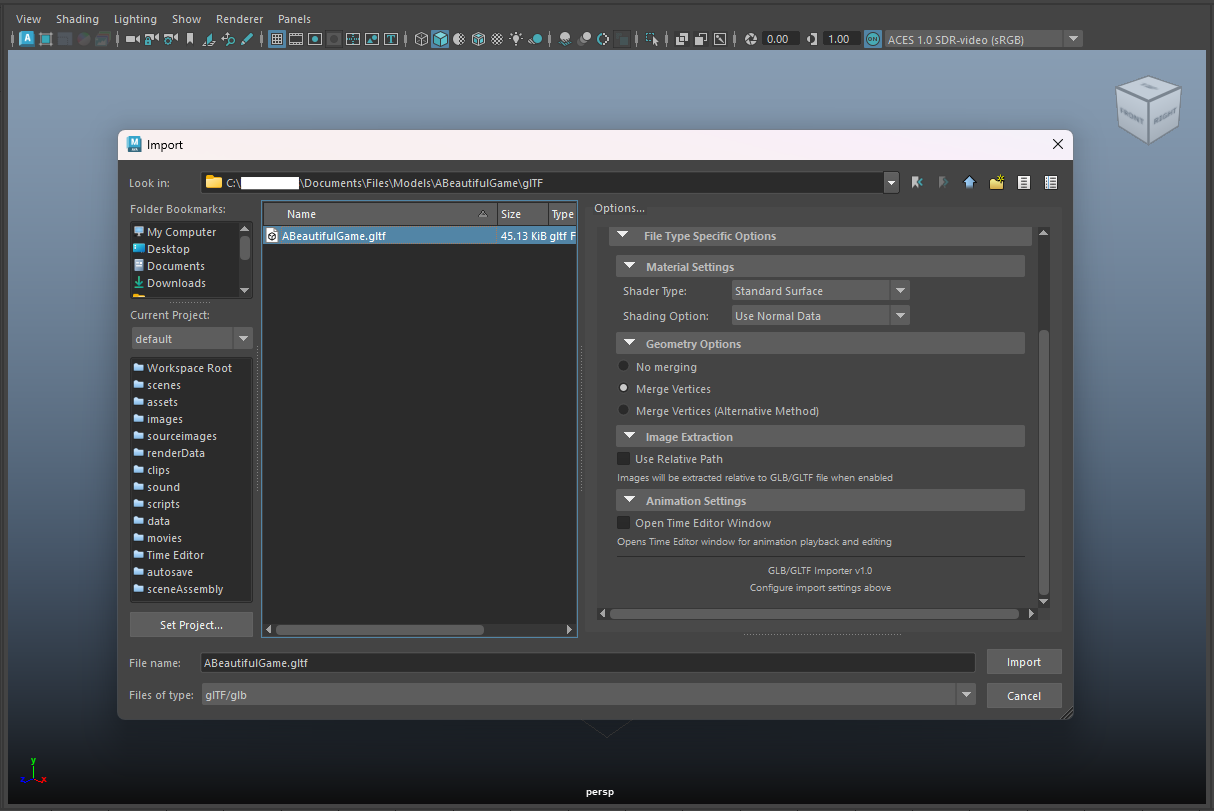 View Shading Lighting Show Renderer Panels
0.00 1.00 ON ACES 1.0 SDR-video (sRGB)
FRONT RIGHT
Import
Look in: C:\ \Documents\Files\Models\ABeautifulGame\glTF
Folder Bookmarks:
My Computer
Desktop
Documents
Downloads
Current Project:
default
Workspace Root
scenes
assets
images
sourceimages
renderData
clips
sound
scripts
data
movies
Time Editor
autosave
sceneAssembly
Set Project...
Name Size Type
ABeautifulGame.gltf 45.13 KiB gltf F
Options...
File Type Specific Options
Material Settings
Shader Type: Standard Surface
Shading Option: Use Normal Data
Geometry Options
No merging
Merge Vertices
Merge Vertices (Alternative Method)
Image Extraction
Use Relative Path
Images will be extracted relative to GLB/GLTF file when enabled
Animation Settings
Open Time Editor Window
Opens Time Editor window for animation playback and editing
GLB/GLTF Importer v1.0
Configure import settings above
File name: ABeautifulGame.gltf Import
Files of type: glTF/glb Cancel
y
x
persp